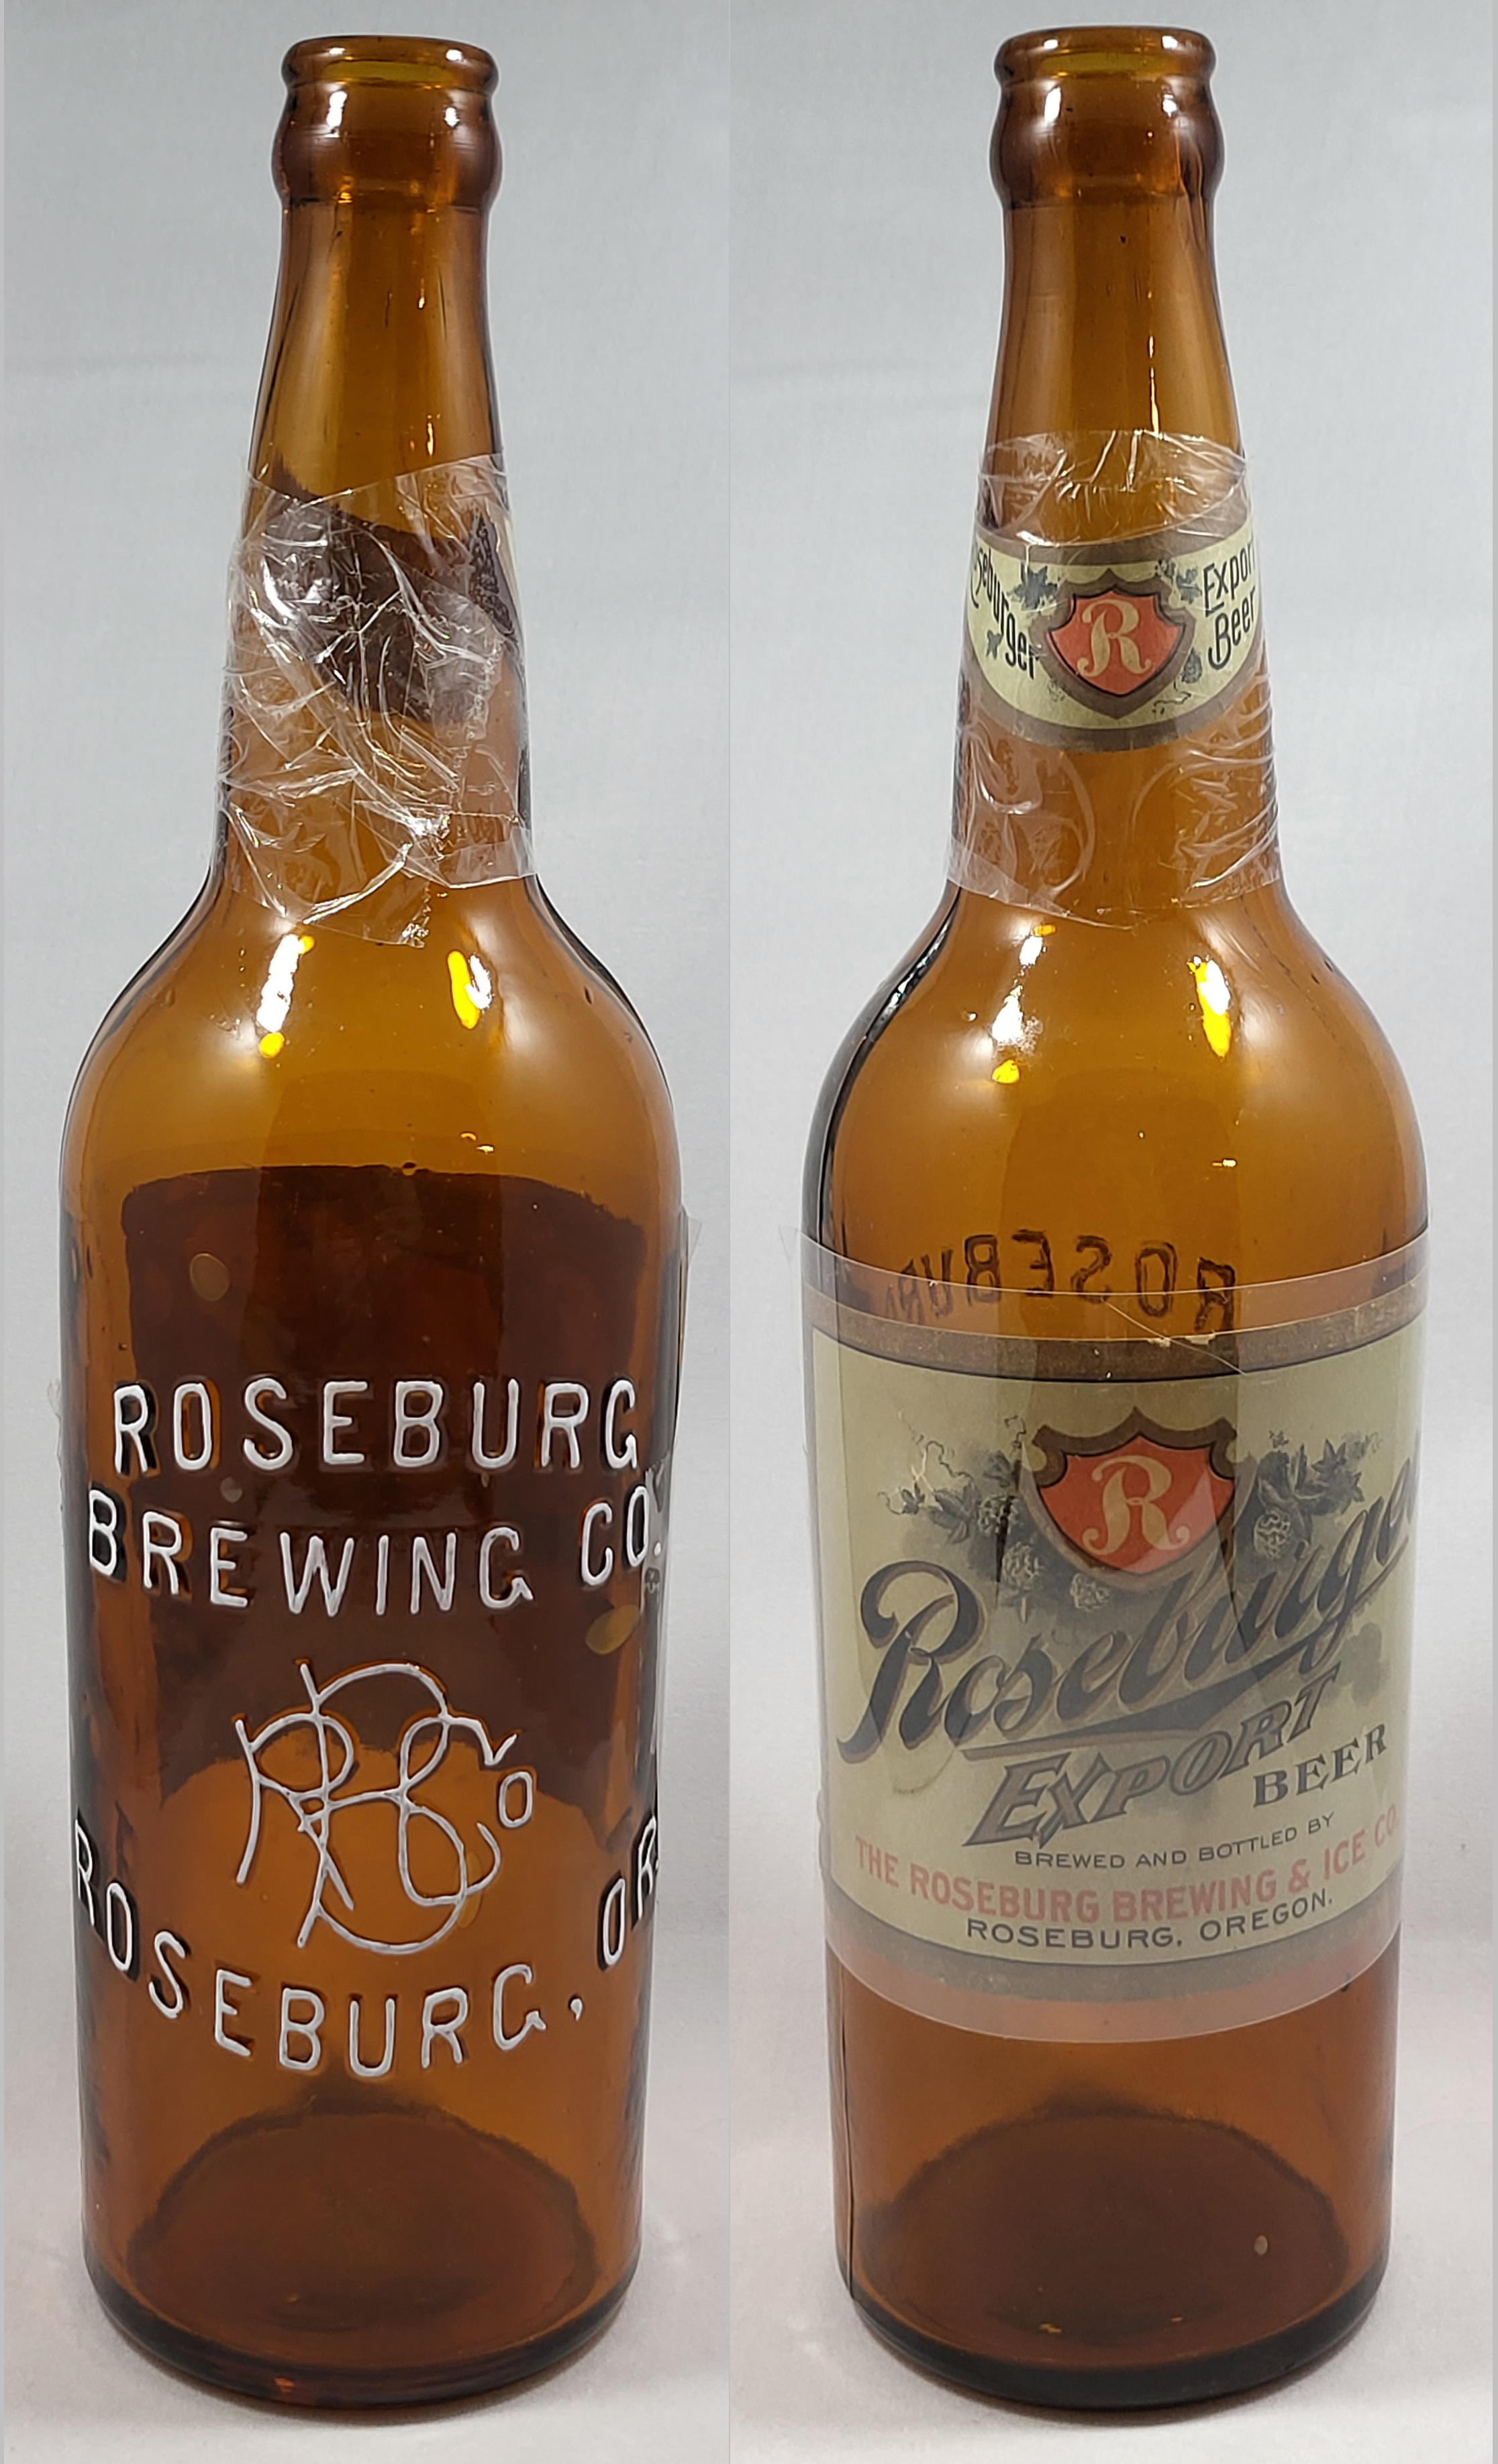 ROSEBURG
BREWING CO.
RBCo
ROSEBURG, OR
Roseburger
R
Export
Beer
ROSEBURG
R
Roseburger
EXPORT
BEER
BREWED AND BOTTLED BY
THE ROSEBURG BREWING & ICE CO.
ROSEBURG, OREGON.